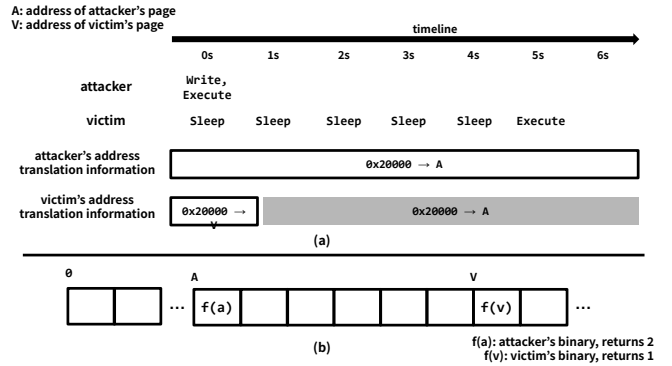 A: address of attacker's page
V: address of victim's page
timeline
0s 1s 2s 3s 4s 5s 6s
attacker Write,
Execute
victim Sleep Sleep Sleep Sleep Sleep Execute
attacker's address
translation information
0x20000 → A
victim's address
translation information
0x20000 →
V
0x20000 → A
(a)
0 A V
... f(a) f(v) ...
(b)
f(a): attacker's binary, returns 2
f(v): victim's binary, returns 1